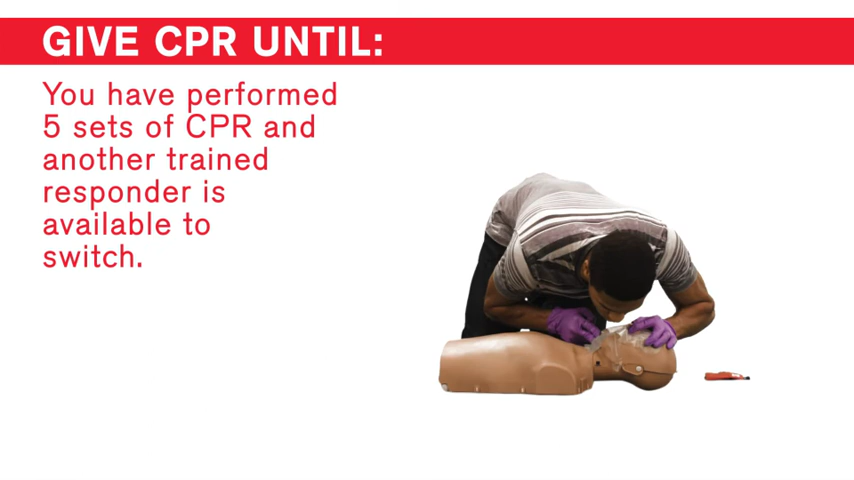 GIVE CPR UNTIL:
You have performed
5 sets of CPR and
another trained
responder is
available to
switch.